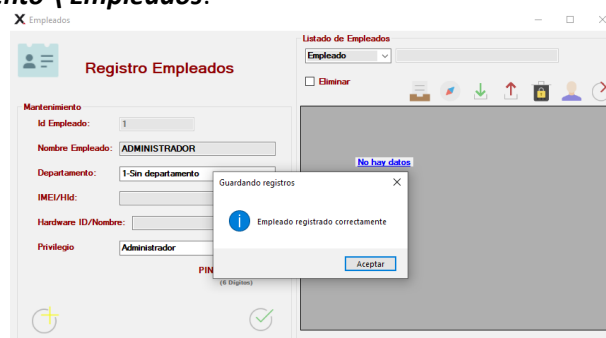 ento \ Empleados.
Empleados
Registro Empleados
Mantenimiento
Id Empleado: 1
Nombre Empleado: ADMINISTRADOR
Departamento: 1-Sin departamento
IMEI/HId:
Hardware ID/Nombre:
Privilegio Administrador
PIN
(6 Digitos)
Listado de Empleados
Empleado
Eliminar
No hay datos
Guardando registros
Empleado registrado correctamente
Aceptar